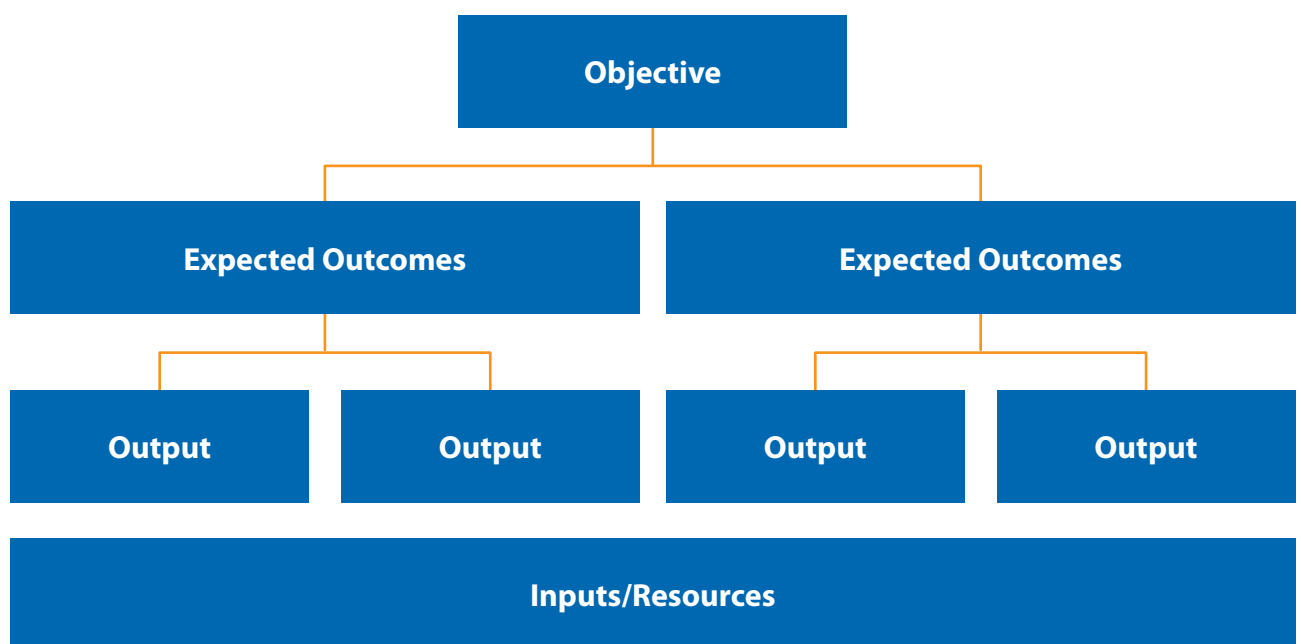 Objective
Expected Outcomes
Expected Outcomes
Output
Output
Output
Output
Inputs/Resources